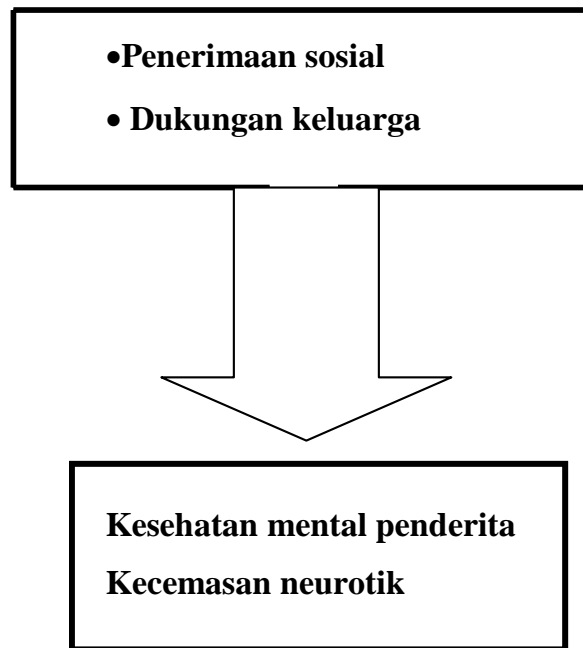 •Penerimaan sosial
• Dukungan keluarga
Kesehatan mental penderita
Kecemasan neurotik